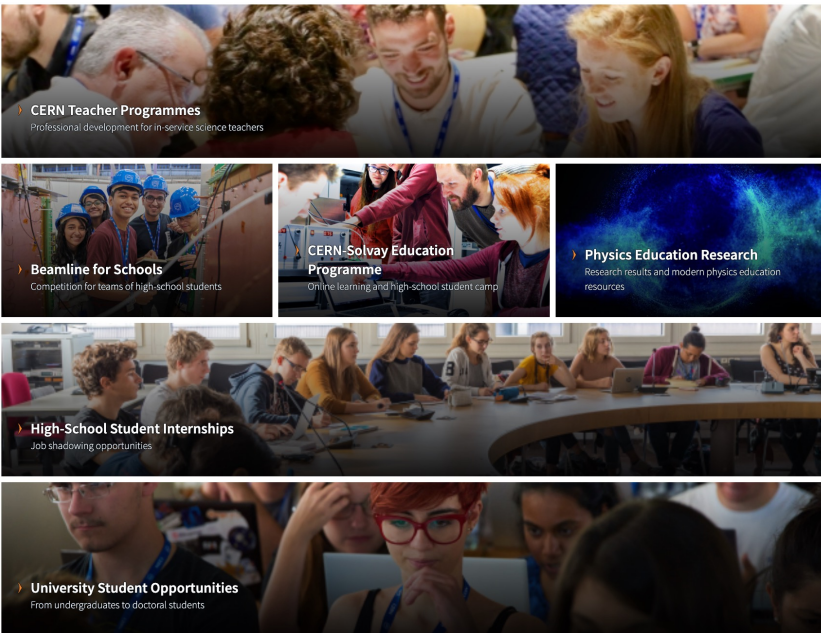 CERN Teacher Programmes
Professional development for in-service science teachers
Beamline for Schools
Competition for teams of high-school students
CERN-Solvay Education
Programme
Online learning and high-school student camp
Physics Education Research
Research results and modern physics education
resources
High-School Student Internships
Job shadowing opportunities
University Student Opportunities
From undergraduates to doctoral students